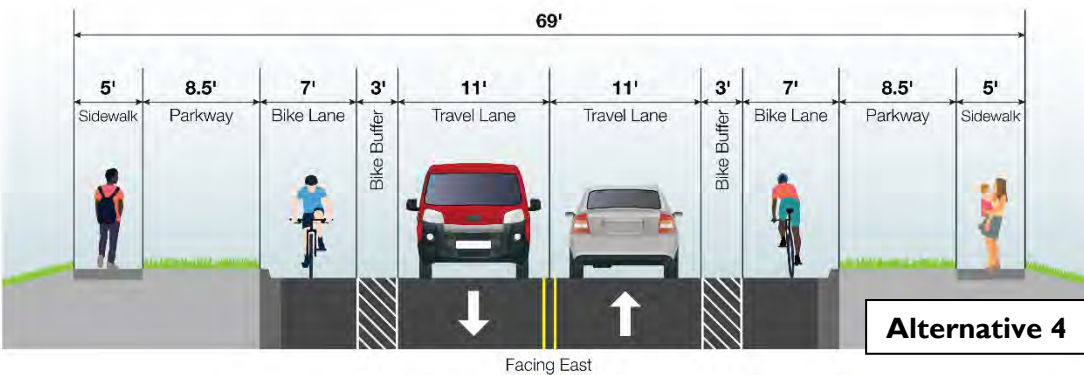 69'
5' 8.5' 7' 3' 11' 11' 3' 7' 8.5' 5'
Sidewalk Parkway Bike Lane Bike Buffer Travel Lane Travel Lane Bike Buffer Bike Lane Parkway Sidewalk
Alternative 4
Facing East